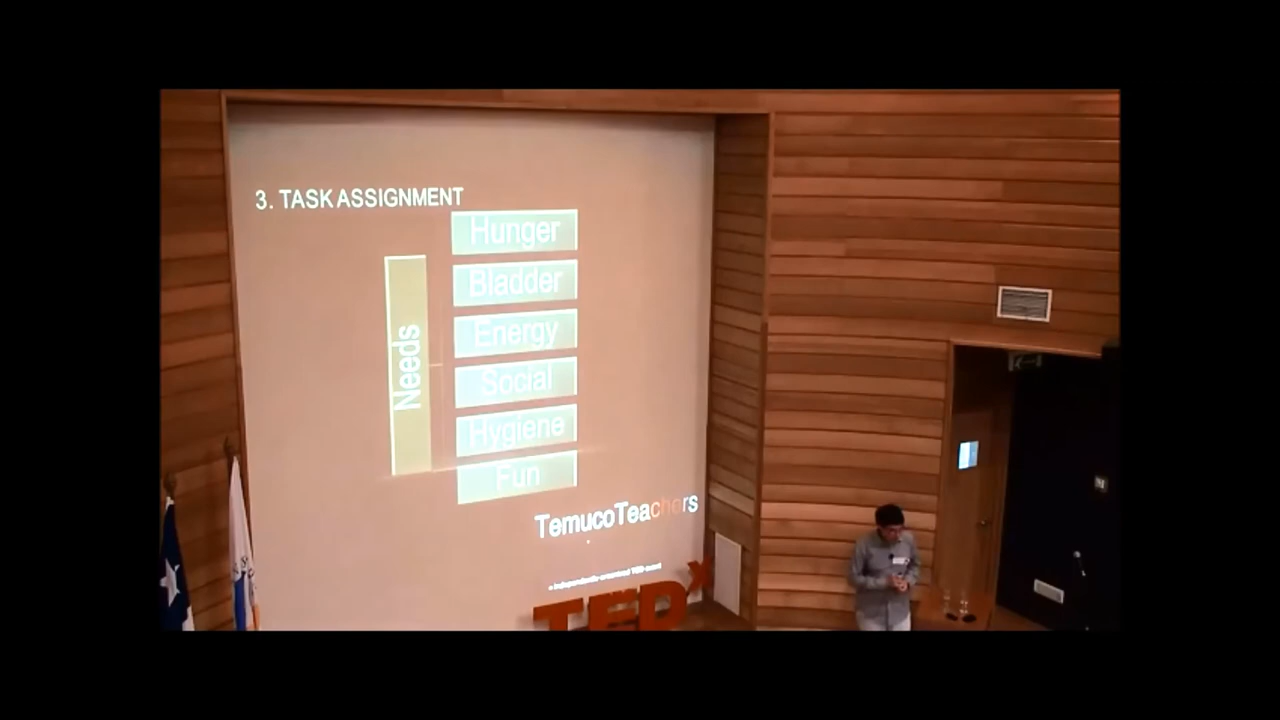 3. TASK ASSIGNMENT
Hunger
Bladder
Energy
Needs
Social
Hygiene
Fun
TemucoTeachers
TEDx